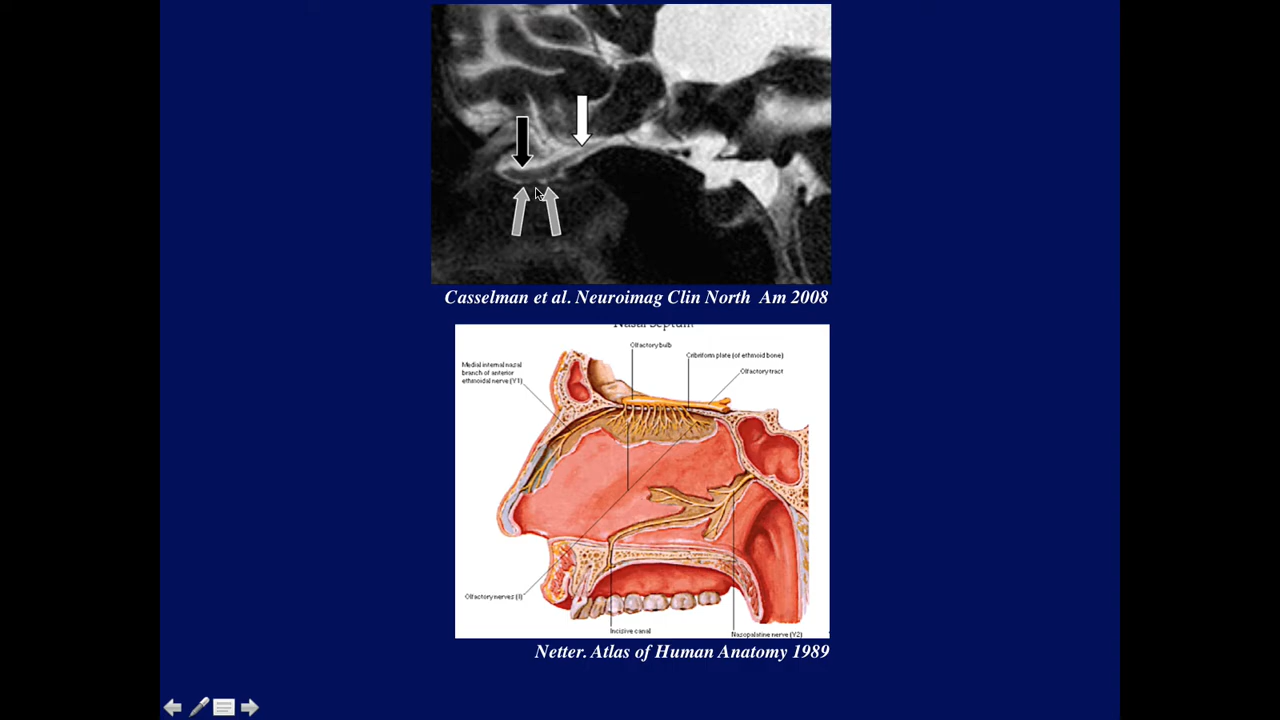 Casselman et al. Neuroimag Clin North Am 2008
Nasal Septum
Olfactory bulb
Cribriform plate (of ethmoid bone)
Medial internal nasal
branch of anterior
ethmoidal nerve (V1)
Olfactory tract
Olfactory nerves (I)
Incisive canal
Nasopalatine nerve (V2)
Netter. Atlas of Human Anatomy 1989